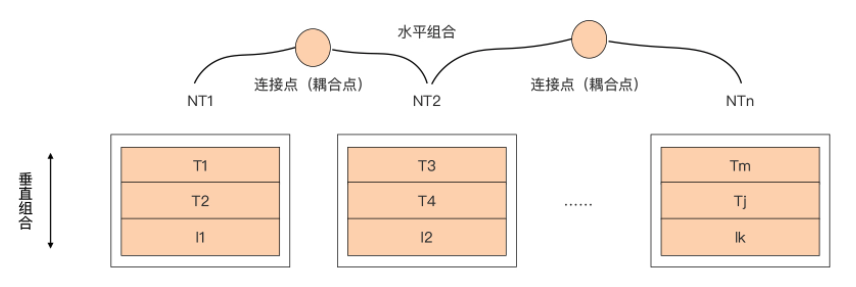 水平组合
连接点（耦合点）
连接点（耦合点）
NT1
NT2
NTn
垂直组合
T1
T3
Tm
T2
T4
......
Tj
I1
I2
Ik